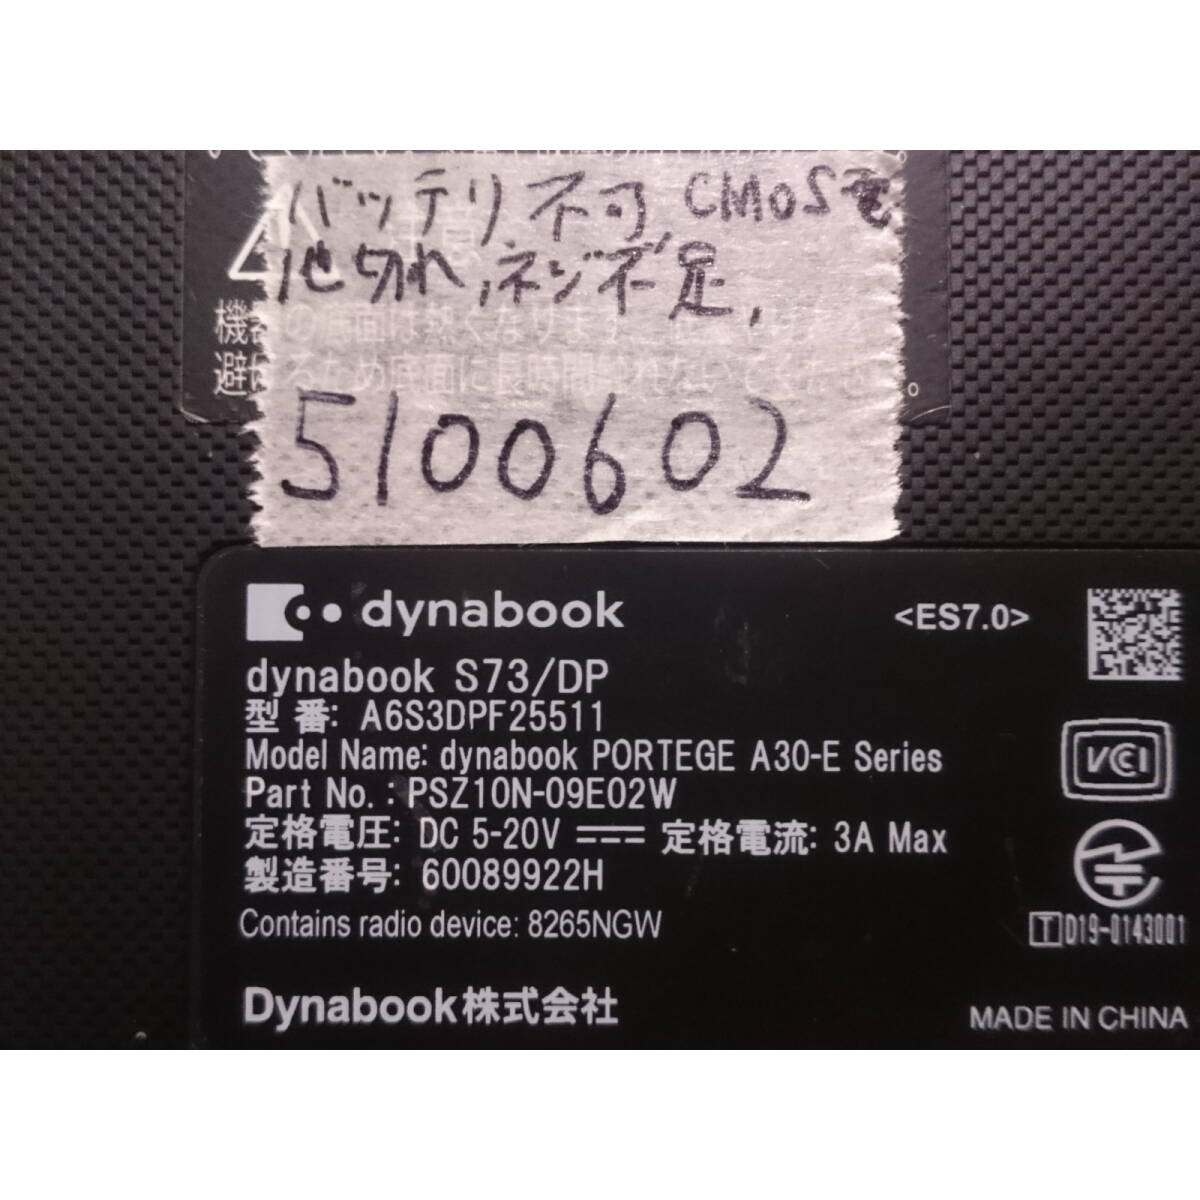 バッテリ不可,CMOS電
池切れ,ネジ不足,
5100602
dynabook
<ES7.0>
dynabook S73/DP
型 番: A6S3DPF25511
Model Name: dynabook PORTEGE A30-E Series
Part No.: PSZ10N-09E02W
定格電圧: DC 5-20V 定格電流: 3A Max
製造番号: 60089922H
Contains radio device: 8265NGW
VCI
T D19-0143001
Dynabook株式会社
MADE IN CHINA